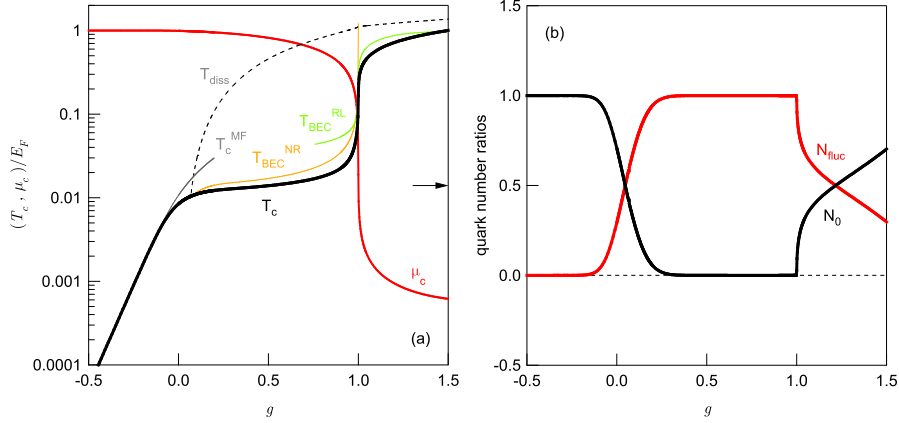 (T_c , μ_c)/E_F
1
0.1
0.01
0.001
0.0001
T_diss
T_c^MF
T_BEC^RL
T_BEC^NR
T_c
μ_c
(a)
-0.5 0.0 0.5 1.0 1.5
g
quark number ratios
1.5
1.0
0.5
0.0
-0.5
(b)
N_fluc
N_0
-0.5 0.0 0.5 1.0 1.5
g